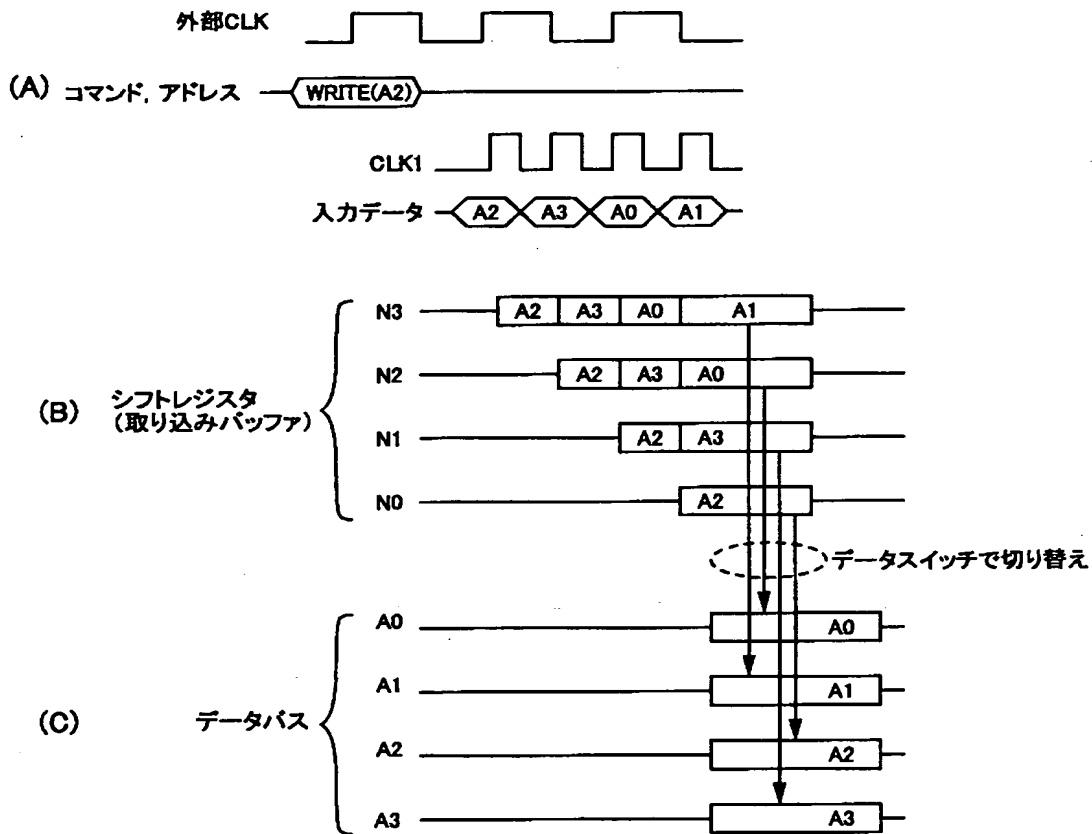 外部CLK
(A) コマンド, アドレス WRITE(A2)
CLK1
入力データ A2 A3 A0 A1
N3 A2 A3 A0 A1
N2 A2 A3 A0
(B) シフトレジスタ
(取り込みバッファ)
N1 A2 A3
N0 A2
データスイッチで切り替え
A0 A0
A1 A1
(C) データバス
A2 A2
A3 A3